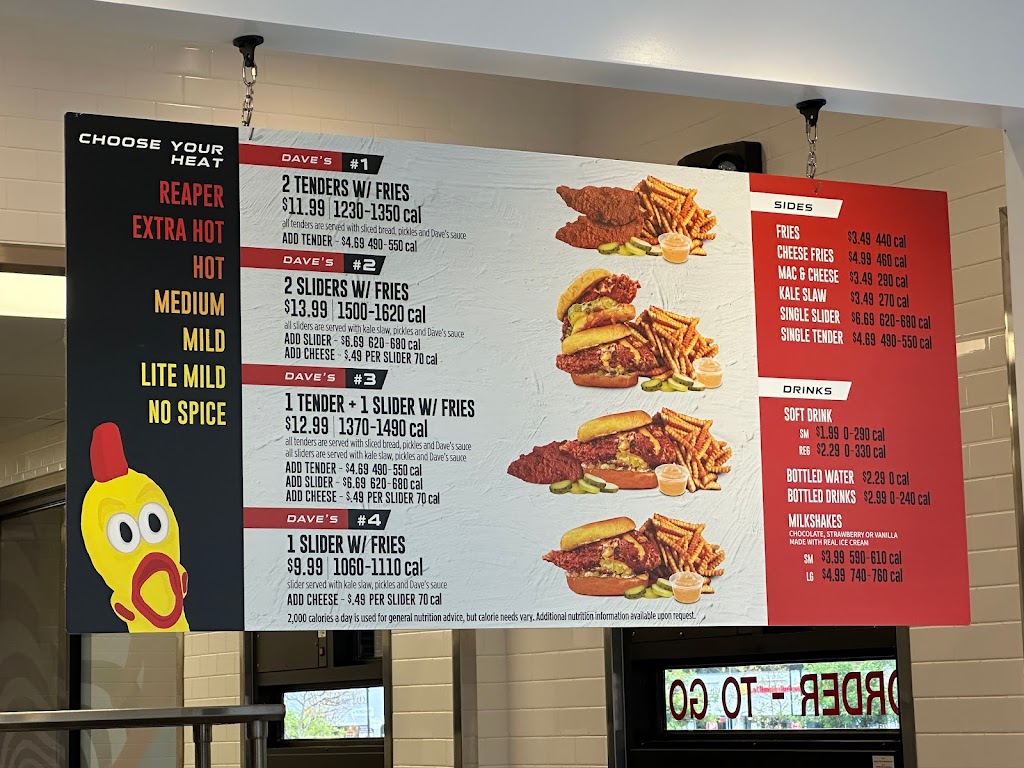 CHOOSE YOUR
HEAT
REAPER
EXTRA HOT
HOT
MEDIUM
MILD
LITE MILD
NO SPICE
DAVE'S #1
2 TENDERS W/ FRIES
$11.99 | 1230-1350 cal
all tenders are served with sliced bread, pickles and Dave's sauce
ADD TENDER - $4.69 490-550 cal
DAVE'S #2
2 SLIDERS W/ FRIES
$13.99 | 1500-1620 cal
all sliders are served with kale slaw, pickles and Dave's sauce
ADD SLIDER - $6.69 620-680 cal
ADD CHEESE - $.49 PER SLIDER 70 cal
DAVE'S #3
1 TENDER + 1 SLIDER W/ FRIES
$12.99 | 1370-1490 cal
all tenders are served with sliced bread, pickles and Dave's sauce
all sliders are served with kale slaw, pickles and Dave's sauce
ADD TENDER - $4.69 490-550 cal
ADD SLIDER - $6.69 620-680 cal
ADD CHEESE - $.49 PER SLIDER 70 cal
DAVE'S #4
1 SLIDER W/ FRIES
$9.99 | 1060-1110 cal
slider served with kale slaw, pickles and Dave's sauce
ADD CHEESE - $.49 PER SLIDER 70 cal
2,000 calories a day is used for general nutrition advice, but calorie needs vary. Additional nutrition information available upon request.
SIDES
FRIES $3.49 440 cal
CHEESE FRIES $4.99 460 cal
MAC & CHEESE $3.49 290 cal
KALE SLAW $3.49 270 cal
SINGLE SLIDER $6.69 620-680 cal
SINGLE TENDER $4.69 490-550 cal
DRINKS
SOFT DRINK
SM $1.99 0-290 cal
REG $2.29 0-330 cal
BOTTLED WATER $2.29 0 cal
BOTTLED DRINKS $2.99 0-240 cal
MILKSHAKES
CHOCOLATE, STRAWBERRY OR VANILLA
MADE WITH REAL ICE CREAM
SM $3.99 590-610 cal
LG $4.99 740-760 cal
ORDER - TO GO